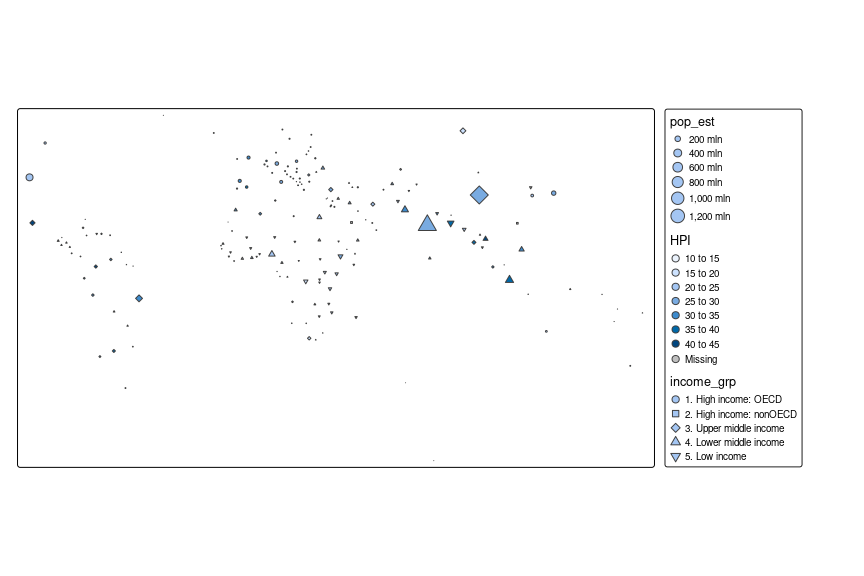 pop_est
200 mln
400 mln
600 mln
800 mln
1,000 mln
1,200 mln
HPI
10 to 15
15 to 20
20 to 25
25 to 30
30 to 35
35 to 40
40 to 45
Missing
income_grp
1. High income: OECD
2. High income: nonOECD
3. Upper middle income
4. Lower middle income
5. Low income